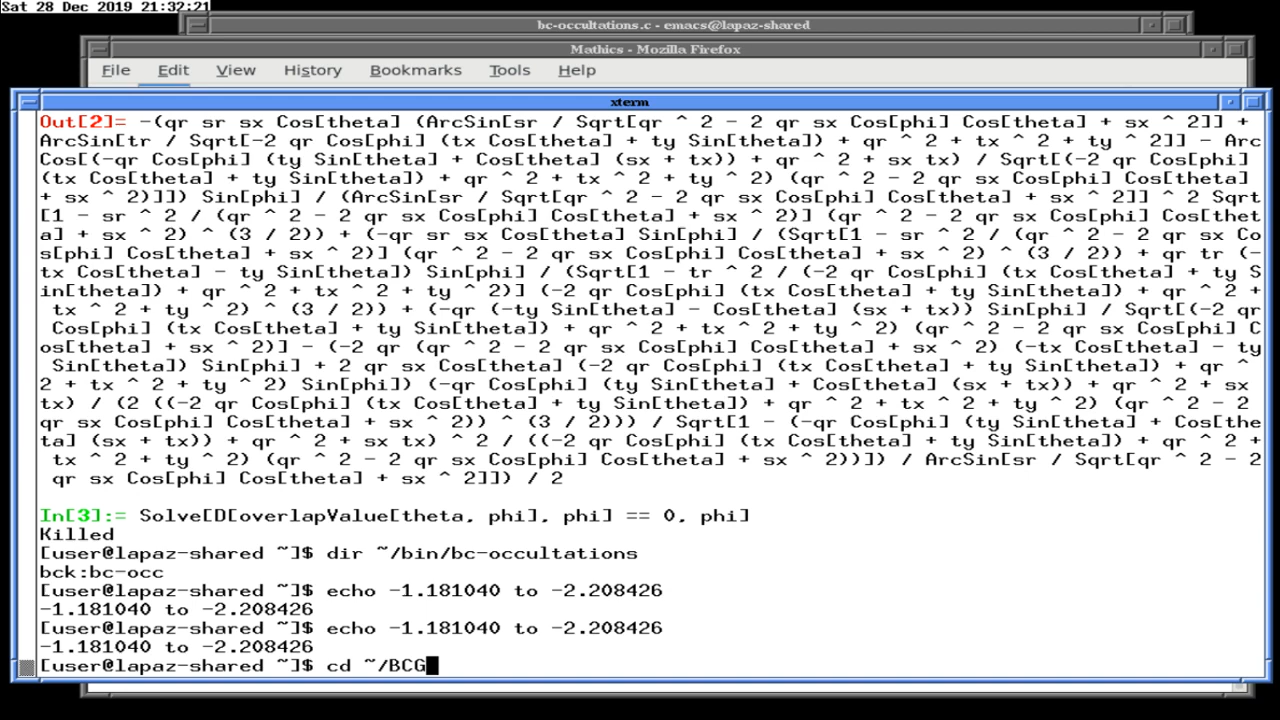 Sat 28 Dec 2019 21:32:21
bc-occultations.c - emacs@lapaz-shared
Mathics - Mozilla Firefox
File Edit View History Bookmarks Tools Help
xterm
Out[2]= -(qr sr sx Cos[theta] (ArcSin[sr / Sqrt[qr ^ 2 - 2 qr sx Cos[phi] Cos[theta] + sx ^ 2]] +
ArcSin[tr / Sqrt[-2 qr Cos[phi] (tx Cos[theta] + ty Sin[theta]) + qr ^ 2 + tx ^ 2 + ty ^ 2]] - Arc
Cos[(-qr Cos[phi] (ty Sin[theta] + Cos[theta] (sx + tx)) + qr ^ 2 + sx tx) / Sqrt[(-2 qr Cos[phi]
(tx Cos[theta] + ty Sin[theta]) + qr ^ 2 + tx ^ 2 + ty ^ 2) (qr ^ 2 - 2 qr sx Cos[phi] Cos[theta]
+ sx ^ 2)]]) Sin[phi] / (ArcSin[sr / Sqrt[qr ^ 2 - 2 qr sx Cos[phi] Cos[theta] + sx ^ 2]] ^ 2 Sqrt
[1 - sr ^ 2 / (qr ^ 2 - 2 qr sx Cos[phi] Cos[theta] + sx ^ 2)] (qr ^ 2 - 2 qr sx Cos[phi] Cos[thet
a] + sx ^ 2) ^ (3 / 2)) + (-qr sr sx Cos[theta] Sin[phi] / (Sqrt[1 - sr ^ 2 / (qr ^ 2 - 2 qr sx Co
s[phi] Cos[theta] + sx ^ 2)] (qr ^ 2 - 2 qr sx Cos[phi] Cos[theta] + sx ^ 2) ^ (3 / 2)) + qr tr (-
tx Cos[theta] - ty Sin[theta]) Sin[phi] / (Sqrt[1 - tr ^ 2 / (-2 qr Cos[phi] (tx Cos[theta] + ty S
in[theta]) + qr ^ 2 + tx ^ 2 + ty ^ 2)] (-2 qr Cos[phi] (tx Cos[theta] + ty Sin[theta]) + qr ^ 2 +
tx ^ 2 + ty ^ 2) ^ (3 / 2)) + (-qr (-ty Sin[theta] - Cos[theta] (sx + tx)) Sin[phi] / Sqrt[(-2 qr
Cos[phi] (tx Cos[theta] + ty Sin[theta]) + qr ^ 2 + tx ^ 2 + ty ^ 2) (qr ^ 2 - 2 qr sx Cos[phi] C
os[theta] + sx ^ 2)] - (-2 qr (qr ^ 2 - 2 qr sx Cos[phi] Cos[theta] + sx ^ 2) (-tx Cos[theta] - ty
Sin[theta]) Sin[phi] + 2 qr sx Cos[theta] (-2 qr Cos[phi] (tx Cos[theta] + ty Sin[theta]) + qr ^
2 + tx ^ 2 + ty ^ 2) Sin[phi]) (-qr Cos[phi] (ty Sin[theta] + Cos[theta] (sx + tx)) + qr ^ 2 + sx
tx) / (2 ((-2 qr Cos[phi] (tx Cos[theta] + ty Sin[theta]) + qr ^ 2 + tx ^ 2 + ty ^ 2) (qr ^ 2 - 2
qr sx Cos[phi] Cos[theta] + sx ^ 2)) ^ (3 / 2))) / Sqrt[1 - (-qr Cos[phi] (ty Sin[theta] + Cos[the
ta] (sx + tx)) + qr ^ 2 + sx tx) ^ 2 / ((-2 qr Cos[phi] (tx Cos[theta] + ty Sin[theta]) + qr ^ 2 +
tx ^ 2 + ty ^ 2) (qr ^ 2 - 2 qr sx Cos[phi] Cos[theta] + sx ^ 2))]) / ArcSin[sr / Sqrt[qr ^ 2 - 2
qr sx Cos[phi] Cos[theta] + sx ^ 2]]) / 2
In[3]:= Solve[D[overlapValue[theta, phi], phi] == 0, phi]
Killed
[user@lapaz-shared ~]$ dir ~/bin/bc-occultations
bck:bc-occ
[user@lapaz-shared ~]$ echo -1.181040 to -2.208426
-1.181040 to -2.208426
[user@lapaz-shared ~]$ echo -1.181040 to -2.208426
-1.181040 to -2.208426
[user@lapaz-shared ~]$ cd ~/BCG